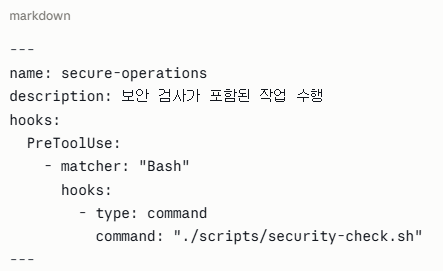 markdown
---
name: secure-operations
description: 보안 검사가 포함된 작업 수행
hooks:
  PreToolUse:
    - matcher: "Bash"
      hooks:
        - type: command
          command: "./scripts/security-check.sh"
---